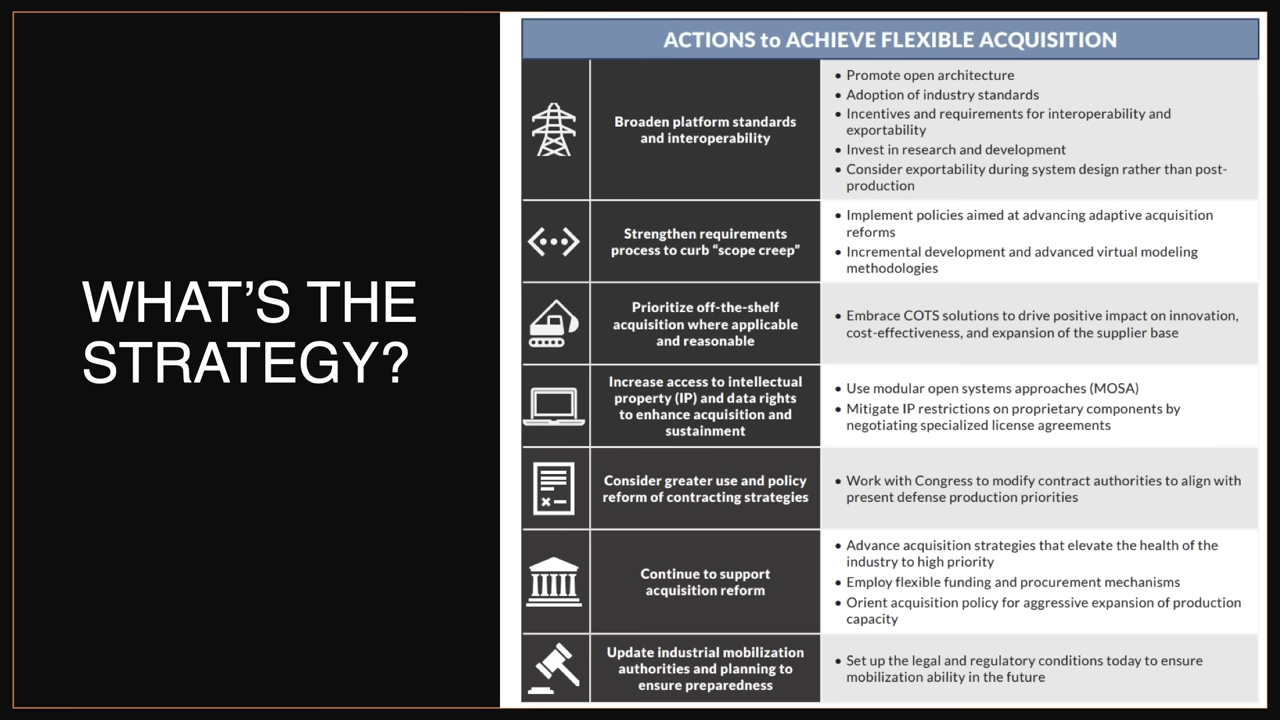 WHAT'S THE
STRATEGY?
ACTIONS to ACHIEVE FLEXIBLE ACQUISITION
Broaden platform standards
and interoperability
• Promote open architecture
• Adoption of industry standards
• Incentives and requirements for interoperability and
exportability
• Invest in research and development
• Consider exportability during system design rather than post-
production
Strengthen requirements
process to curb “scope creep”
• Implement policies aimed at advancing adaptive acquisition
reforms
• Incremental development and advanced virtual modeling
methodologies
Prioritize off-the-shelf
acquisition where applicable
and reasonable
• Embrace COTS solutions to drive positive impact on innovation,
cost-effectiveness, and expansion of the supplier base
Increase access to intellectual
property (IP) and data rights
to enhance acquisition and
sustainment
• Use modular open systems approaches (MOSA)
• Mitigate IP restrictions on proprietary components by
negotiating specialized license agreements
Consider greater use and policy
reform of contracting strategies
• Work with Congress to modify contract authorities to align with
present defense production priorities
Continue to support
acquisition reform
• Advance acquisition strategies that elevate the health of the
industry to high priority
• Employ flexible funding and procurement mechanisms
• Orient acquisition policy for aggressive expansion of production
capacity
Update industrial mobilization
authorities and planning to
ensure preparedness
• Set up the legal and regulatory conditions today to ensure
mobilization ability in the future